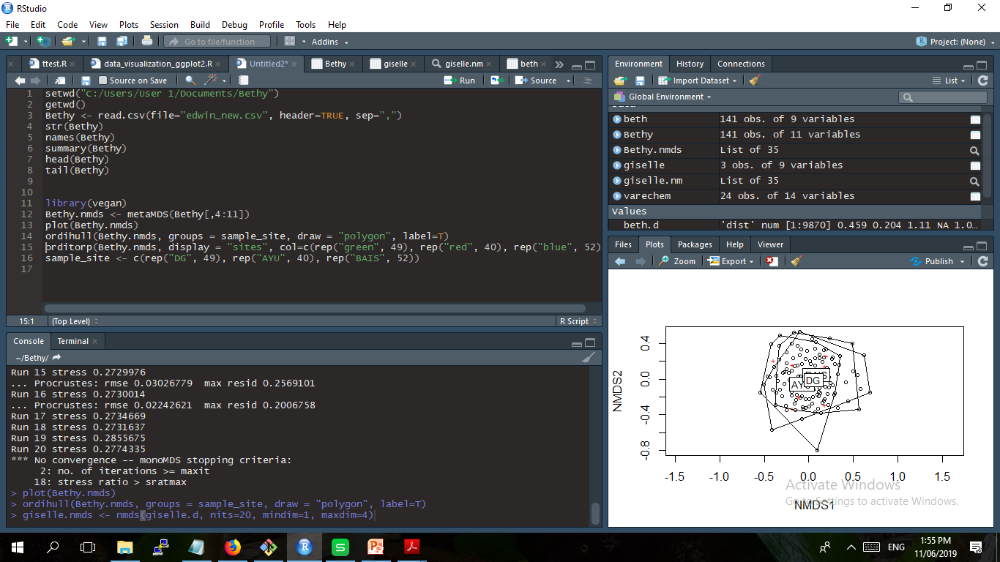 RStudio
File Edit Code View Plots Session Build Debug Profile Tools Help
Go to file/function Addins Project: (None)
ttest.R data_visualization_ggplot2.R Untitled2* Bethy giselle giselle.nm beth
Source on Save Run Source
1 setwd("C:/Users/User 1/Documents/Bethy")
2 getwd()
3 Bethy <- read.csv(file="edwin_new.csv", header=TRUE, sep=",")
4 str(Bethy)
5 names(Bethy)
6 summary(Bethy)
7 head(Bethy)
8 tail(Bethy)
9
10
11 library(vegan)
12 Bethy.nmds <- metaMDS(Bethy[,4:11])
13 plot(Bethy.nmds)
14 ordihull(Bethy.nmds, groups = sample_site, draw = "polygon", label=T)
15 orditorp(Bethy.nmds, display = "sites", col=c(rep("green", 49), rep("red", 40), rep("blue", 52)
16 sample_site <- c(rep("DG", 49), rep("AYU", 40), rep("BAIS", 52))
17
15:1 (Top Level) R Script
Console Terminal
~/Bethy/
Run 15 stress 0.2729976
... Procrustes: rmse 0.03026779 max resid 0.2569101
Run 16 stress 0.2730014
... Procrustes: rmse 0.02242621 max resid 0.2006758
Run 17 stress 0.2734669
Run 18 stress 0.2731637
Run 19 stress 0.2855675
Run 20 stress 0.2774335
*** No convergence -- monoMDS stopping criteria:
2: no. of iterations >= maxit
18: stress ratio > sratmax
> plot(Bethy.nmds)
> ordihull(Bethy.nmds, groups = sample_site, draw = "polygon", label=T)
> giselle.nmds <- nmds(giselle.d, nits=20, mindim=1, maxdim=4)
Environment History Connections
Import Dataset List
Global Environment
beth 141 obs. of 9 variables
Bethy 141 obs. of 11 variables
Bethy.nmds List of 35
giselle 3 obs. of 9 variables
giselle.nm List of 35
varechem 24 obs. of 14 variables
Values
beth.d 'dist' num [1:9870] 0.459 0.204 1.11 NA 1.0…
Files Plots Packages Help Viewer
Zoom Export Publish
NMDS2
0.4
0.0
-0.4
-0.8
DG
-1.5 -1.0 -0.5 0.0 0.5 1.0 1.5
NMDS1
Activate Windows
Go to Settings to activate Windows.
ENG
1:55 PM
11/06/2019